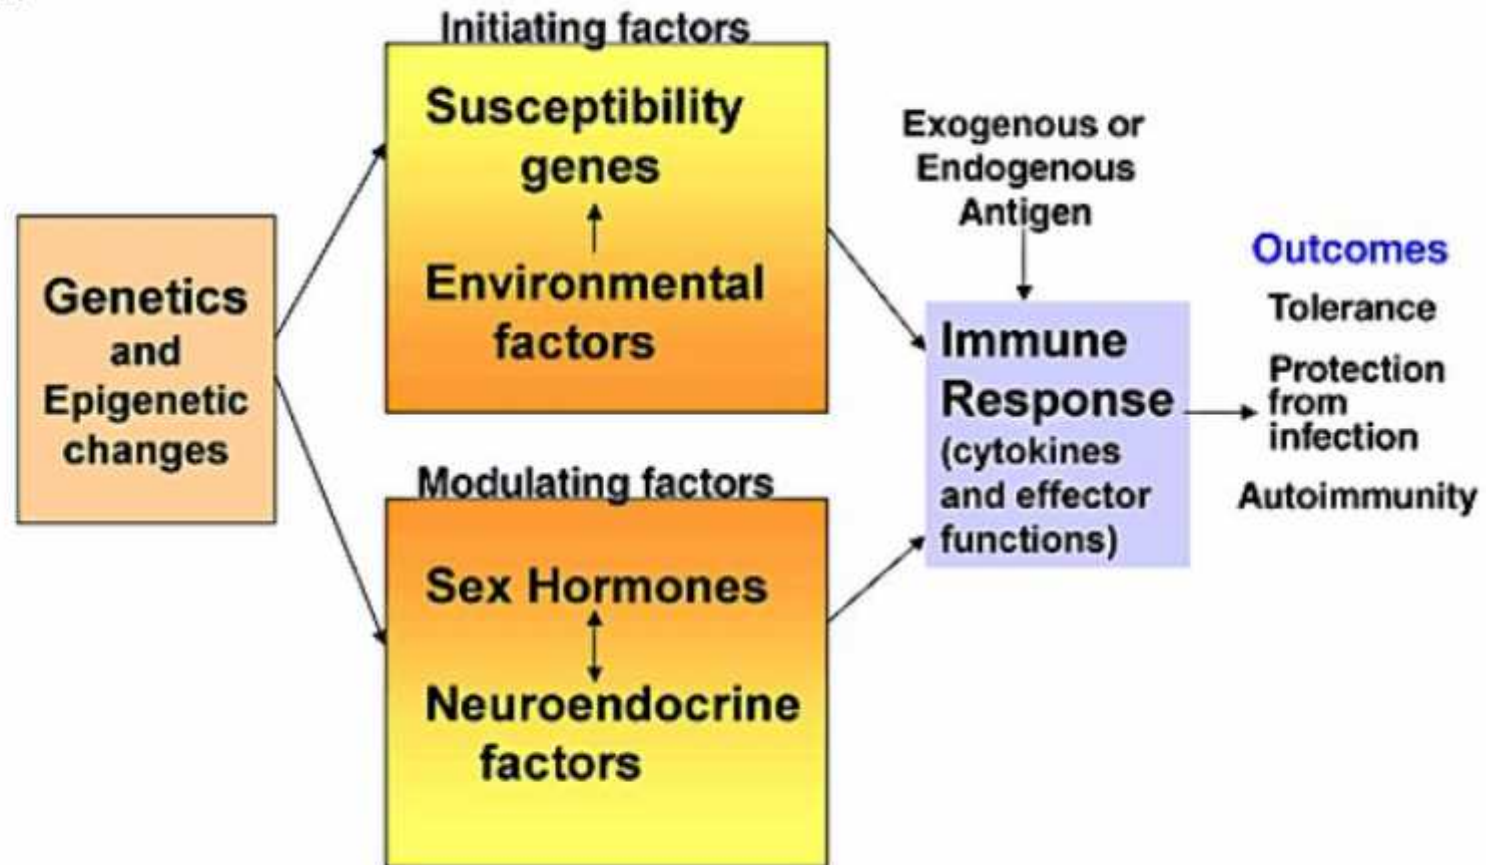 Initiating factors
Susceptibility
genes
Environmental
factors
Genetics
and
Epigenetic
changes
Modulating factors
Sex Hormones
Neuroendocrine
factors
Exogenous or
Endogenous
Antigen
Immune
Response
(cytokines
and effector
functions)
Outcomes
Tolerance
Protection
from
infection
Autoimmunity